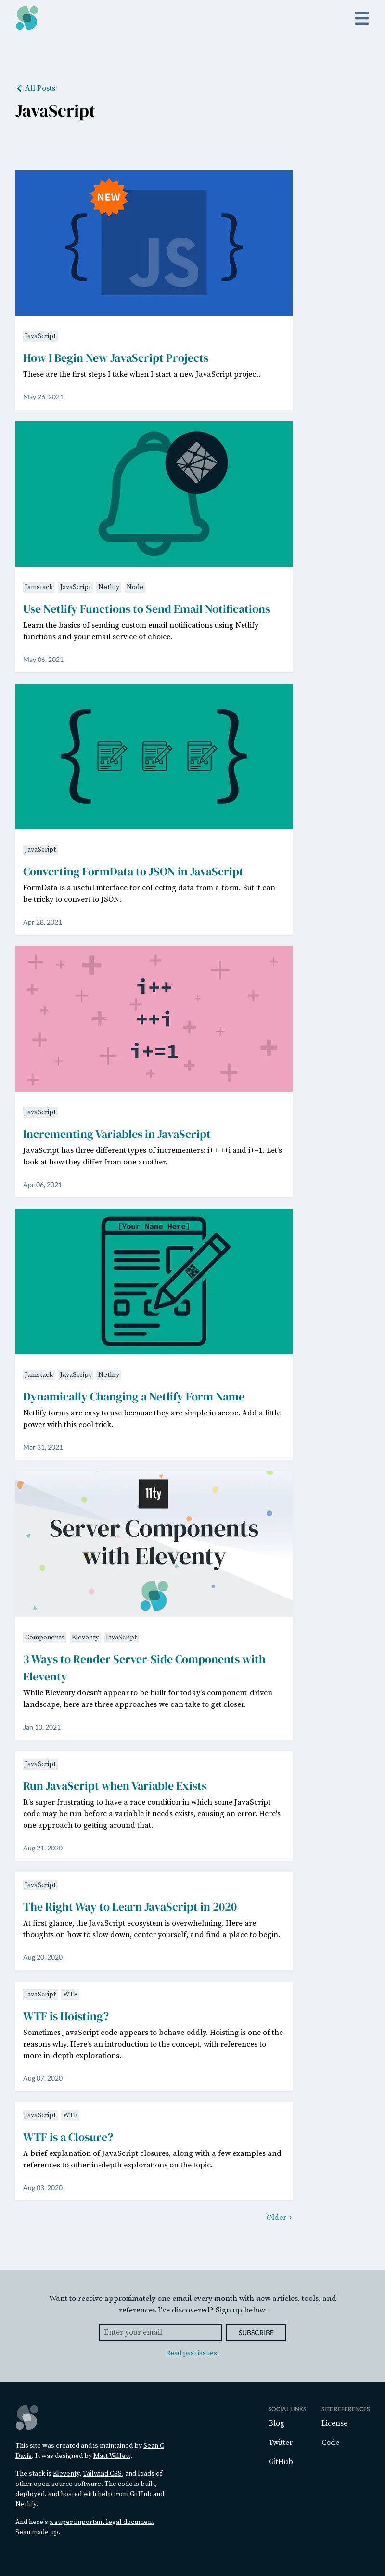 All Posts
JavaScript
NEW
{ JS }
JavaScript
How I Begin New JavaScript Projects
These are the first steps I take when I start a new JavaScript project.
May 26, 2021
Jamstack JavaScript Netlify Node
Use Netlify Functions to Send Email Notifications
Learn the basics of sending custom email notifications using Netlify
functions and your email service of choice.
May 06, 2021
{ }
JavaScript
Converting FormData to JSON in JavaScript
FormData is a useful interface for collecting data from a form. But it can
be tricky to convert to JSON.
Apr 28, 2021
i++
++i
i+=1
JavaScript
Incrementing Variables in JavaScript
JavaScript has three different types of incrementers: i++ ++i and i+=1. Let's
look at how they differ from one another.
Apr 06, 2021
[Your Name Here]
Jamstack JavaScript Netlify
Dynamically Changing a Netlify Form Name
Netlify forms are easy to use because they are simple in scope. Add a little
power with this cool trick.
Mar 31, 2021
11ty
Server Components
with Eleventy
Components Eleventy JavaScript
3 Ways to Render Server-Side Components with
Eleventy
While Eleventy doesn't appear to be built for today's component-driven
landscape, here are three approaches we can take to get closer.
Jan 10, 2021
JavaScript
Run JavaScript when Variable Exists
It's super frustrating to have a race condition in which some JavaScript
code may be run before a variable it needs exists, causing an error. Here's
one approach to getting around that.
Aug 21, 2020
JavaScript
The Right Way to Learn JavaScript in 2020
At first glance, the JavaScript ecosystem is overwhelming. Here are
thoughts on how to slow down, center yourself, and find a place to begin.
Aug 20, 2020
JavaScript WTF
WTF is Hoisting?
Sometimes JavaScript code appears to behave oddly. Hoisting is one of the
reasons why. Here's an introduction to the concept, with references to
more in-depth explorations.
Aug 07, 2020
JavaScript WTF
WTF is a Closure?
A brief explanation of JavaScript closures, along with a few examples and
references to other in-depth explorations on the topic.
Aug 03, 2020
Older >
Want to receive approximately one email every month with new articles, tools, and
references I've discovered? Sign up below.
Enter your email SUBSCRIBE
Read past issues.
This site was created and is maintained by Sean C
Davis. It was designed by Matt Willett.
The stack is Eleventy, Tailwind CSS, and loads of
other open-source software. The code is built,
deployed, and hosted with help from GitHub and
Netlify.
And here's a super important legal document
Sean made up.
SOCIAL LINKS
Blog
Twitter
GitHub
SITE REFERENCES
License
Code